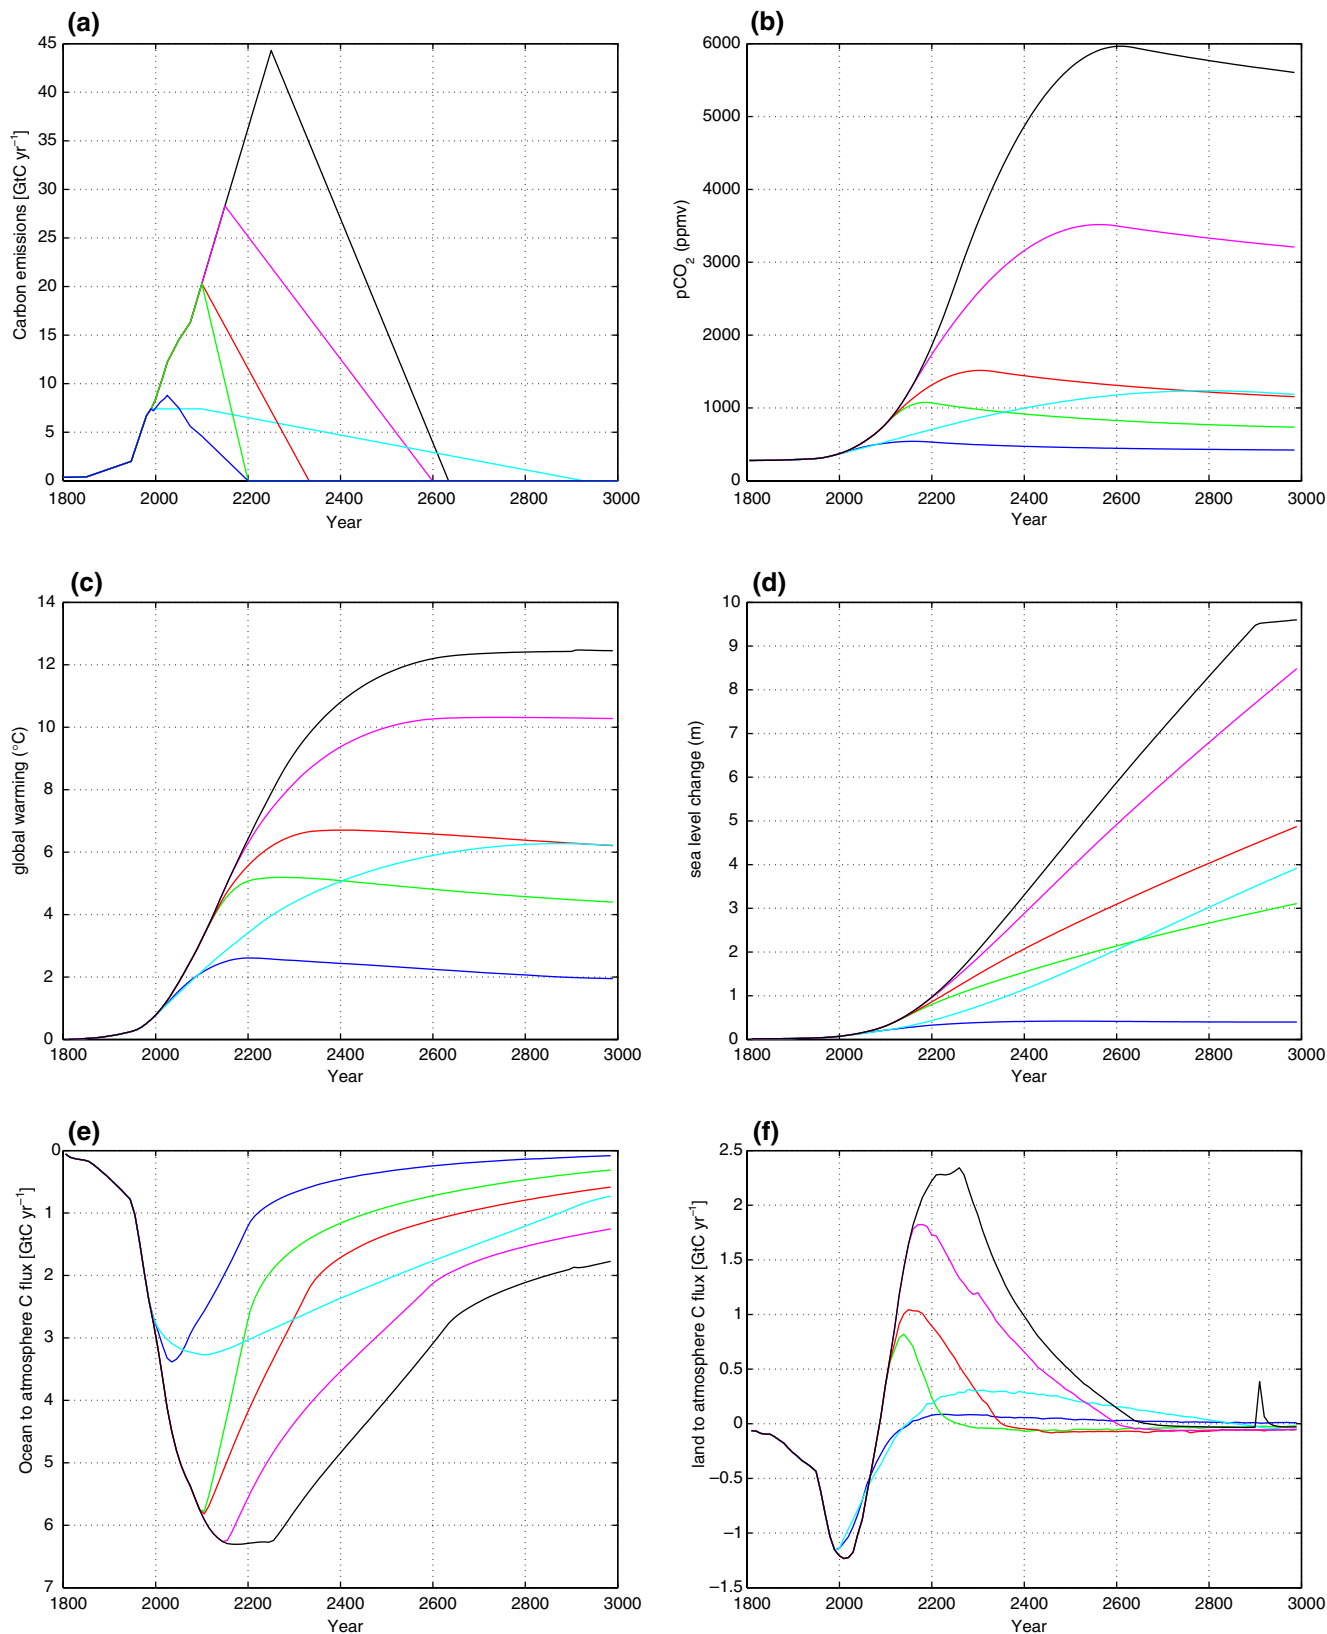 (a)
45
40
35
30
25
20
15
10
5
0
Carbon emissions [GtC yr⁻¹]
1800 2000 2200 2400 2600 2800 3000
Year
(b)
6000
5000
4000
3000
2000
1000
0
pCO₂ (ppmv)
1800 2000 2200 2400 2600 2800 3000
Year
(c)
14
12
10
8
6
4
2
0
global warming (°C)
1800 2000 2200 2400 2600 2800 3000
Year
(d)
10
9
8
7
6
5
4
3
2
1
0
sea level change (m)
1800 2000 2200 2400 2600 2800 3000
Year
(e)
0
1
2
3
4
5
6
7
Ocean to atmosphere C flux [GtC yr⁻¹]
1800 2000 2200 2400 2600 2800 3000
Year
(f)
2.5
2
1.5
1
0.5
0
−0.5
−1
−1.5
land to atmosphere C flux [GtC yr⁻¹]
1800 2000 2200 2400 2600 2800 3000
Year